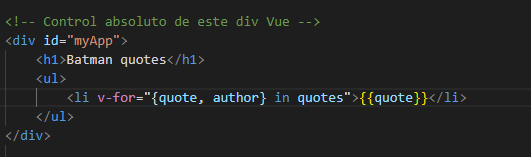 <!-- Control absoluto de este div Vue -->
<div id="myApp">
<h1>Batman quotes</h1>
<ul>
<li v-for="{quote, author} in quotes">{{quote}}</li>
</ul>
</div>